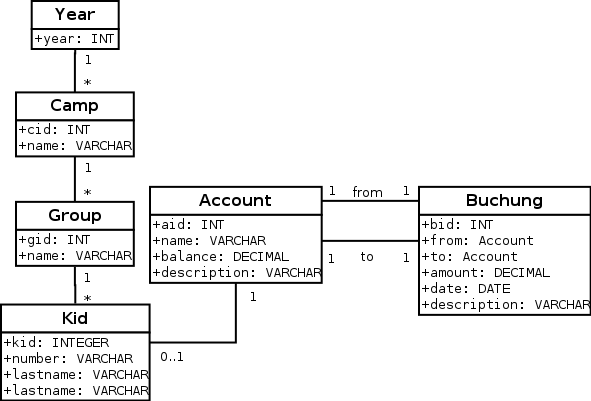 Year
+year: INT
1
*
Camp
+cid: INT
+name: VARCHAR
1
*
Group
+gid: INT
+name: VARCHAR
1
*
Kid
+kid: INTEGER
+number: VARCHAR
+lastname: VARCHAR
+lastname: VARCHAR
0..1
1
Account
+aid: INT
+name: VARCHAR
+balance: DECIMAL
+description: VARCHAR
1 from 1
1 to 1
Buchung
+bid: INT
+from: Account
+to: Account
+amount: DECIMAL
+date: DATE
+description: VARCHAR